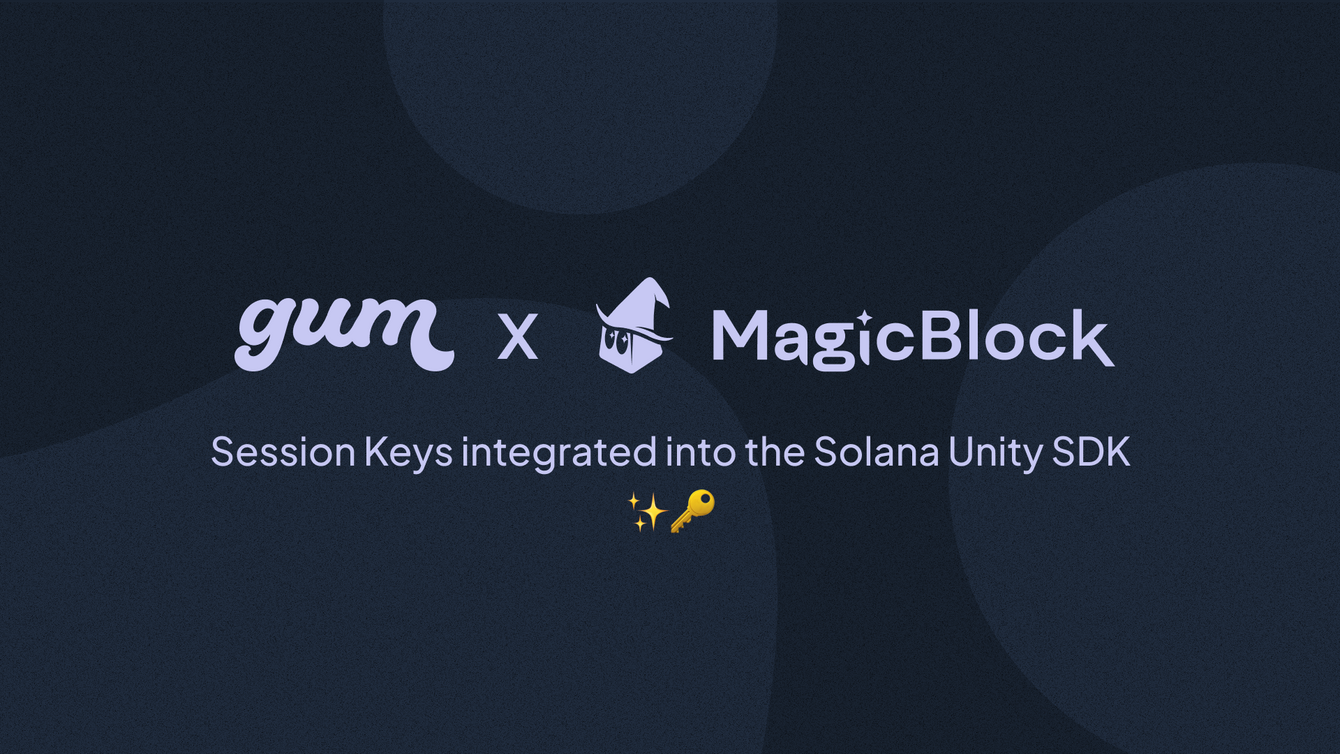 gum X MagicBlock
Session Keys integrated into the Solana Unity SDK
✨🔑